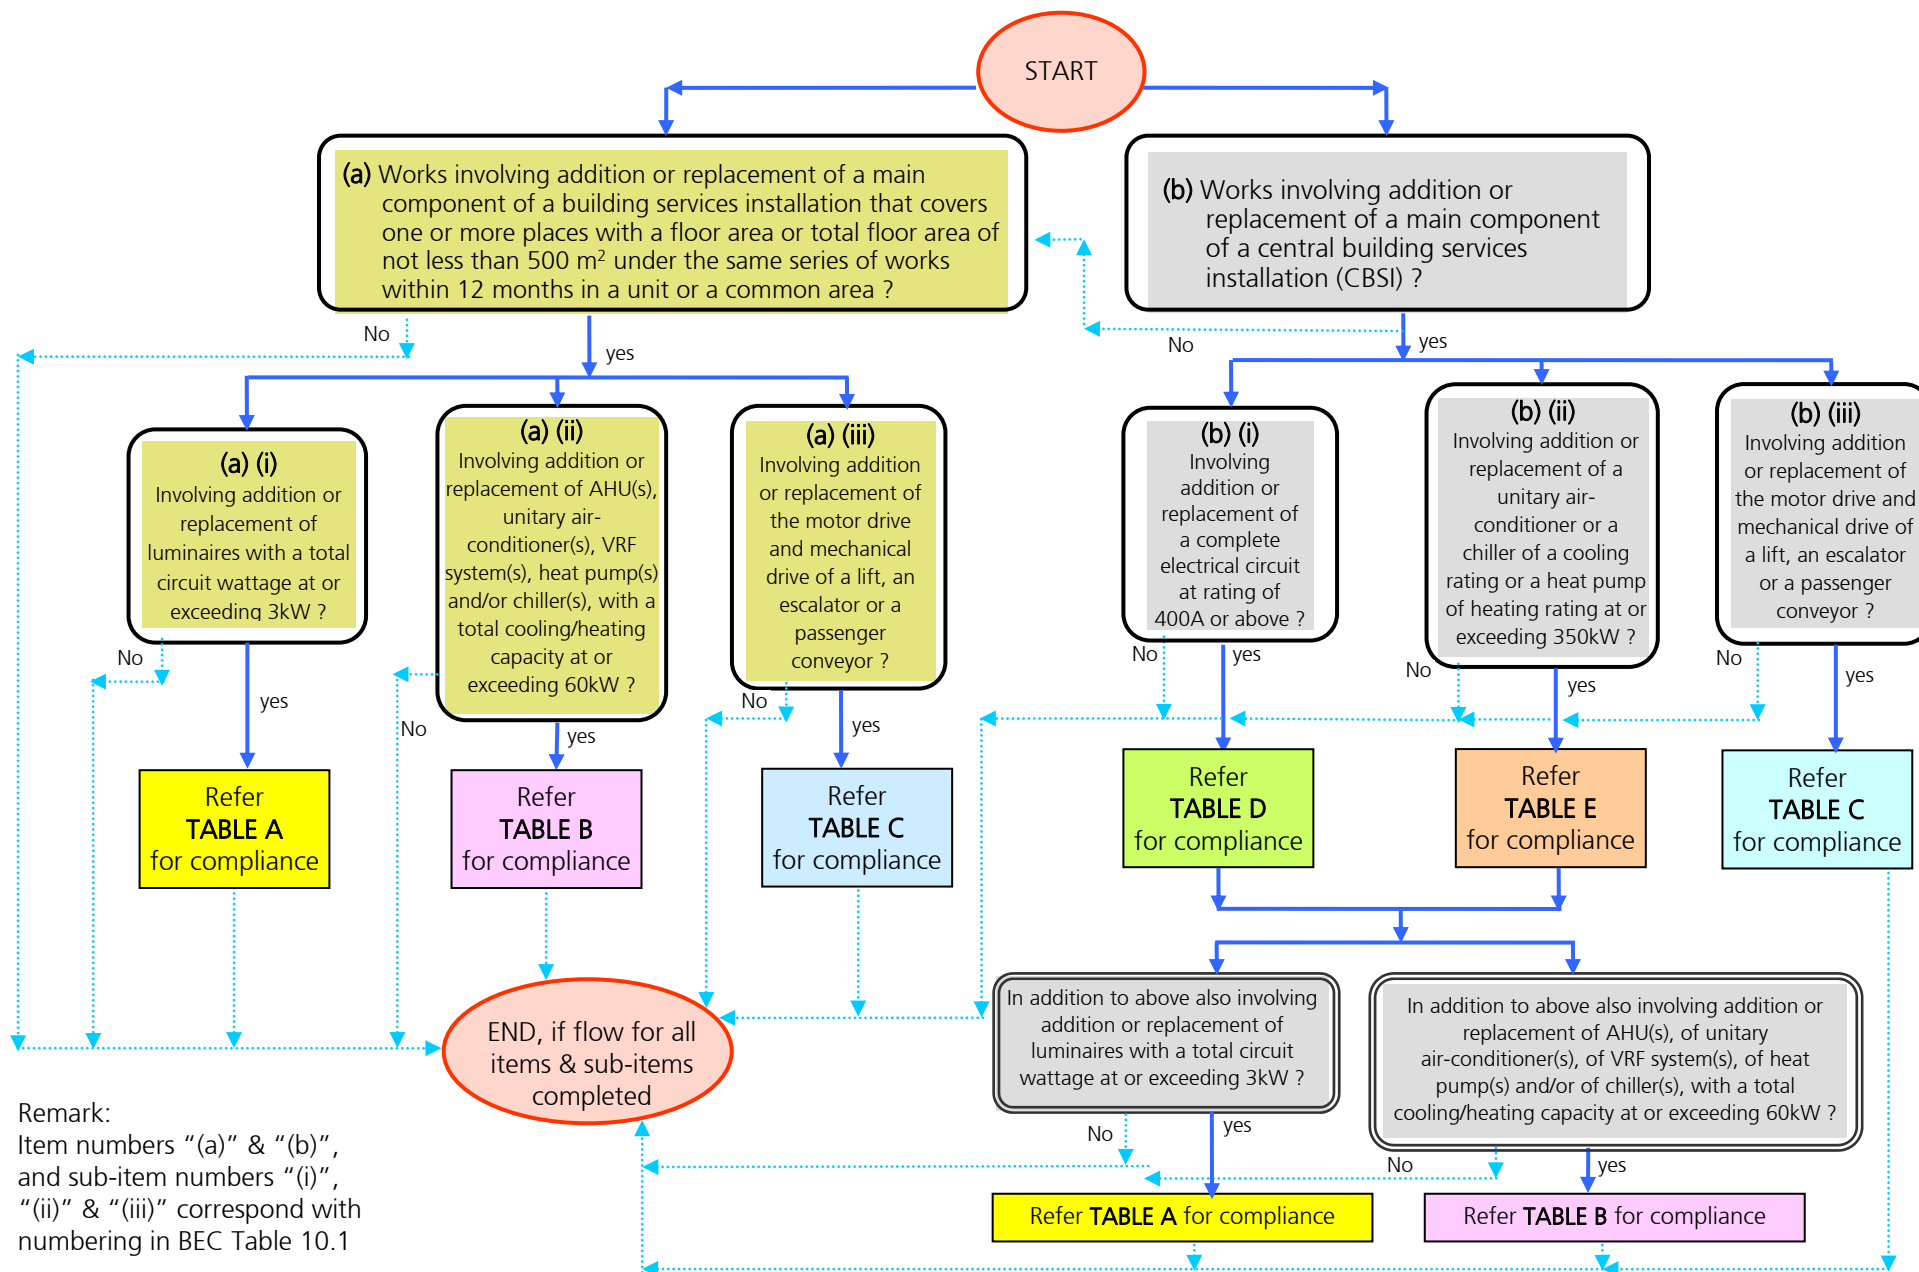 START
(a) Works involving addition or replacement of a main
component of a building services installation that covers
one or more places with a floor area or total floor area of
not less than 500 m² under the same series of works
within 12 months in a unit or a common area ?
(b) Works involving addition or
replacement of a main component
of a central building services
installation (CBSI) ?
No
yes
No
yes
(a) (i)
Involving addition or
replacement of
luminaires with a total
circuit wattage at or
exceeding 3kW ?
(a) (ii)
Involving addition or
replacement of AHU(s),
unitary air-
conditioner(s), VRF
system(s), heat pump(s)
and/or chiller(s), with a
total cooling/heating
capacity at or
exceeding 60kW ?
(a) (iii)
Involving addition
or replacement of
the motor drive
and mechanical
drive of a lift, an
escalator or a
passenger
conveyor ?
(b) (i)
Involving
addition or
replacement of
a complete
electrical circuit
at rating of
400A or above ?
(b) (ii)
Involving addition or
replacement of a
unitary air-
conditioner or a
chiller of a cooling
rating or a heat pump
of heating rating at or
exceeding 350kW ?
(b) (iii)
Involving addition
or replacement of
the motor drive and
mechanical drive of
a lift, an escalator
or a passenger
conveyor ?
No
yes
No
yes
No
yes
No
yes
No
yes
No
yes
Refer
TABLE A
for compliance
Refer
TABLE B
for compliance
Refer
TABLE C
for compliance
Refer
TABLE D
for compliance
Refer
TABLE E
for compliance
Refer
TABLE C
for compliance
END, if flow for all
items & sub-items
completed
In addition to above also involving
addition or replacement of
luminaires with a total circuit
wattage at or exceeding 3kW ?
In addition to above also involving addition or
replacement of AHU(s), of unitary
air-conditioner(s), of VRF system(s), of heat
pump(s) and/or of chiller(s), with a total
cooling/heating capacity at or exceeding 60kW ?
No
yes
No
yes
Refer TABLE A for compliance
Refer TABLE B for compliance
Remark:
Item numbers “(a)” & “(b)”,
and sub-item numbers “(i)”,
“(ii)” & “(iii)” correspond with
numbering in BEC Table 10.1